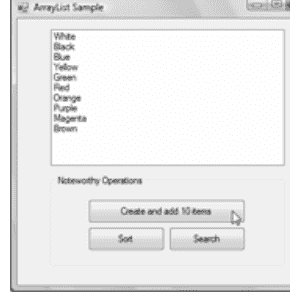 ArrayList Sample
White
Black
Blue
Yellow
Green
Red
Orange
Purple
Magenta
Brown
Noteworthy Operations
Create and add 10 items
Sort
Search